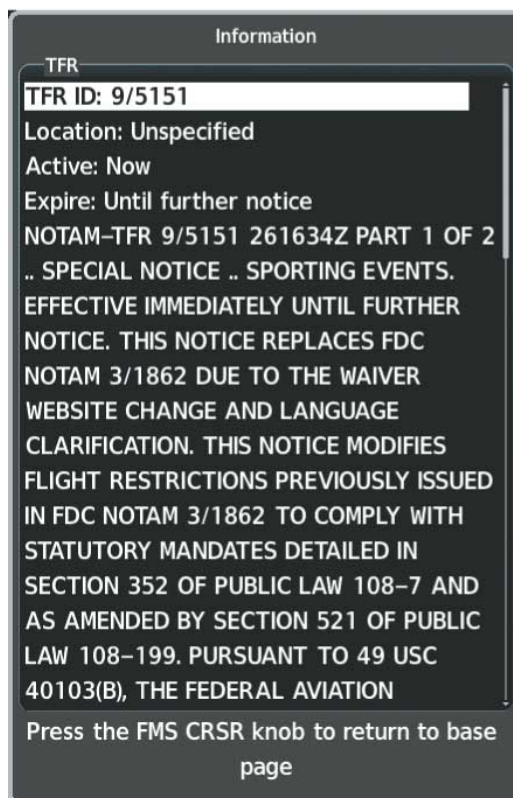 Information
TFR
TFR ID: 9/5151
Location: Unspecified
Active: Now
Expire: Until further notice
NOTAM–TFR 9/5151 261634Z PART 1 OF 2
.. SPECIAL NOTICE .. SPORTING EVENTS.
EFFECTIVE IMMEDIATELY UNTIL FURTHER
NOTICE. THIS NOTICE REPLACES FDC
NOTAM 3/1862 DUE TO THE WAIVER
WEBSITE CHANGE AND LANGUAGE
CLARIFICATION. THIS NOTICE MODIFIES
FLIGHT RESTRICTIONS PREVIOUSLY ISSUED
IN FDC NOTAM 3/1862 TO COMPLY WITH
STATUTORY MANDATES DETAILED IN
SECTION 352 OF PUBLIC LAW 108–7 AND
AS AMENDED BY SECTION 521 OF PUBLIC
LAW 108–199. PURSUANT TO 49 USC
40103(B), THE FEDERAL AVIATION
Press the FMS CRSR knob to return to base
page